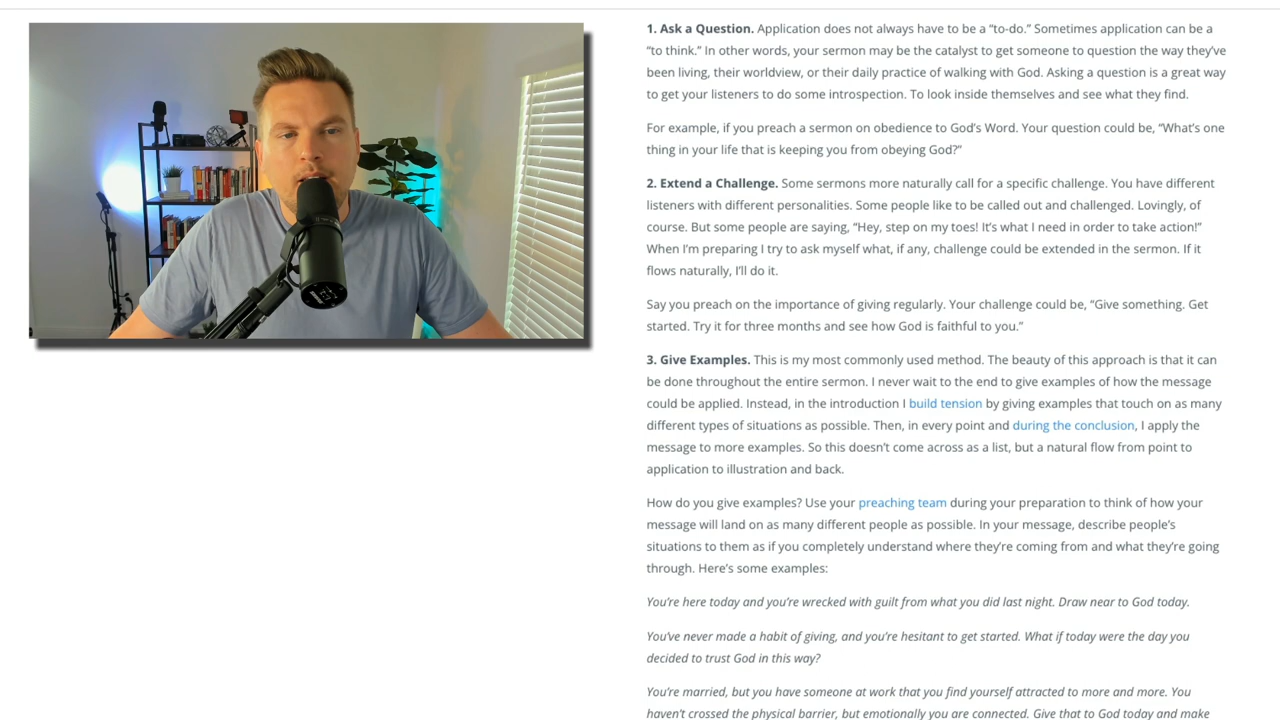 1. Ask a Question. Application does not always have to be a “to-do.” Sometimes application can be a
“to think.” In other words, your sermon may be the catalyst to get someone to question the way they’ve
been living, their worldview, or their daily practice of walking with God. Asking a question is a great way
to get your listeners to do some introspection. To look inside themselves and see what they find.
For example, if you preach a sermon on obedience to God’s Word. Your question could be, “What’s one
thing in your life that is keeping you from obeying God?”
2. Extend a Challenge. Some sermons more naturally call for a specific challenge. You have different
listeners with different personalities. Some people like to be called out and challenged. Lovingly, of
course. But some people are saying, “Hey, step on my toes! It’s what I need in order to take action!”
When I’m preparing I try to ask myself what, if any, challenge could be extended in the sermon. If it
flows naturally, I’ll do it.
Say you preach on the importance of giving regularly. Your challenge could be, “Give something. Get
started. Try it for three months and see how God is faithful to you.”
3. Give Examples. This is my most commonly used method. The beauty of this approach is that it can
be done throughout the entire sermon. I never wait to the end to give examples of how the message
could be applied. Instead, in the introduction I build tension by giving examples that touch on as many
different types of situations as possible. Then, in every point and during the conclusion, I apply the
message to more examples. So this doesn’t come across as a list, but a natural flow from point to
application to illustration and back.
How do you give examples? Use your preaching team during your preparation to think of how your
message will land on as many different people as possible. In your message, describe people’s
situations to them as if you completely understand where they’re coming from and what they’re going
through. Here’s some examples:
You’re here today and you’re wrecked with guilt from what you did last night. Draw near to God today.
You’ve never made a habit of giving, and you’re hesitant to get started. What if today were the day you
decided to trust God in this way?
You’re married, but you have someone at work that you find yourself attracted to more and more. You
haven’t crossed the physical barrier, but emotionally you are connected. Give that to God today and make